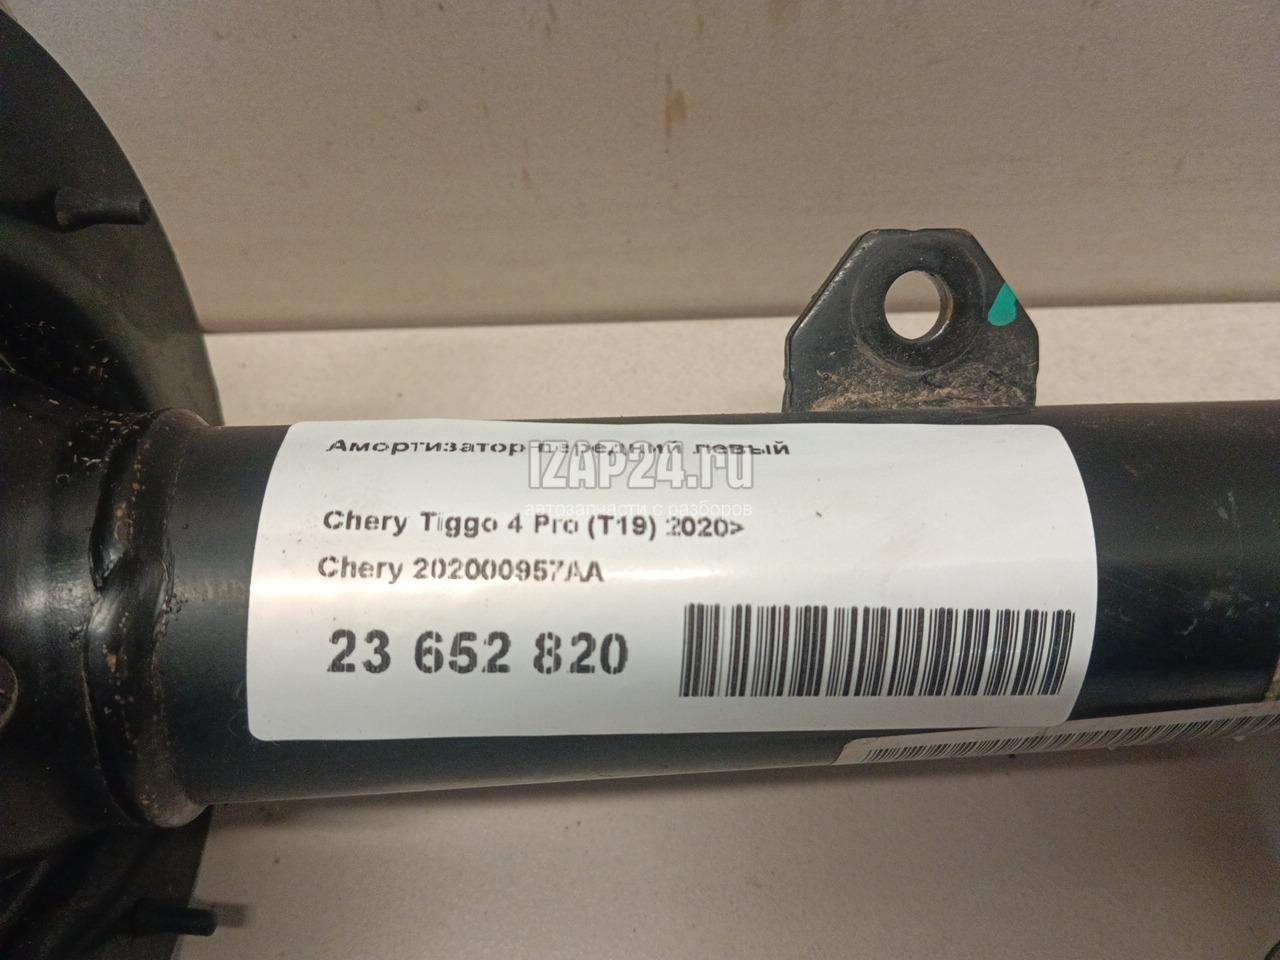 Амортизатор передний левый
IZAP24.ru
автозапчасти с разборов
Chery Tiggo 4 Pro (T19) 2020>
Chery 202000957AA
23 652 820